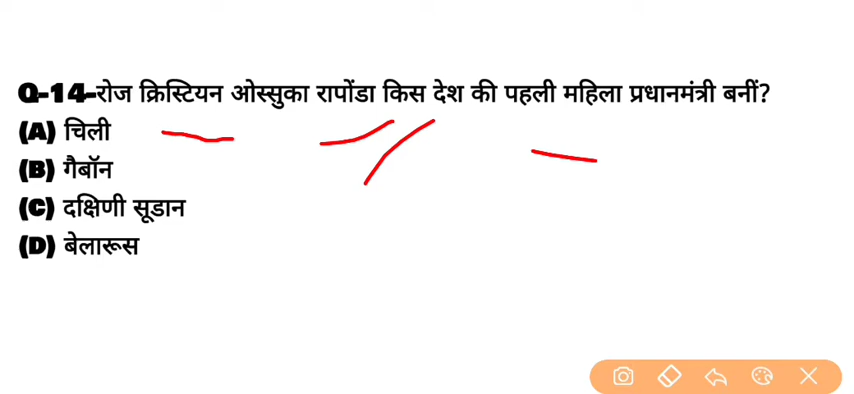 Q-14-रोज क्रिस्टियन ओस्सुका रापोंडा किस देश की पहली महिला प्रधानमंत्री बनीं?
(A) चिली
(B) गैबॉन
(C) दक्षिणी सूडान
(D) बेलारूस